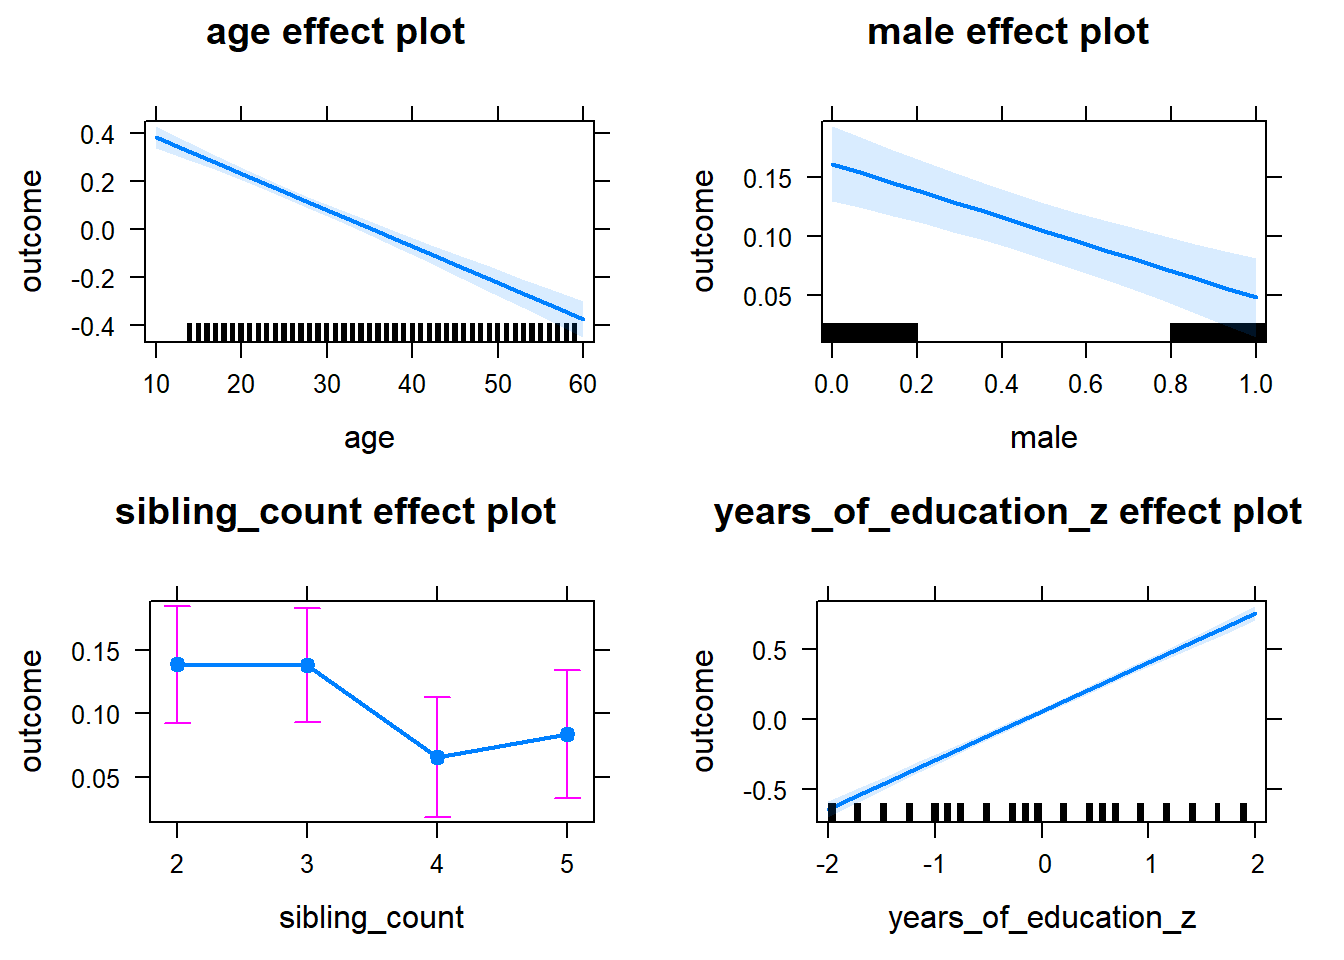 age effect plot
outcome
0.4
0.2
0.0
-0.2
-0.4
10 20 30 40 50 60
age
male effect plot
outcome
0.15
0.10
0.05
0.0 0.2 0.4 0.6 0.8 1.0
male
sibling_count effect plot
outcome
0.15
0.10
0.05
2 3 4 5
sibling_count
years_of_education_z effect plot
outcome
0.5
0.0
-0.5
-2 -1 0 1 2
years_of_education_z